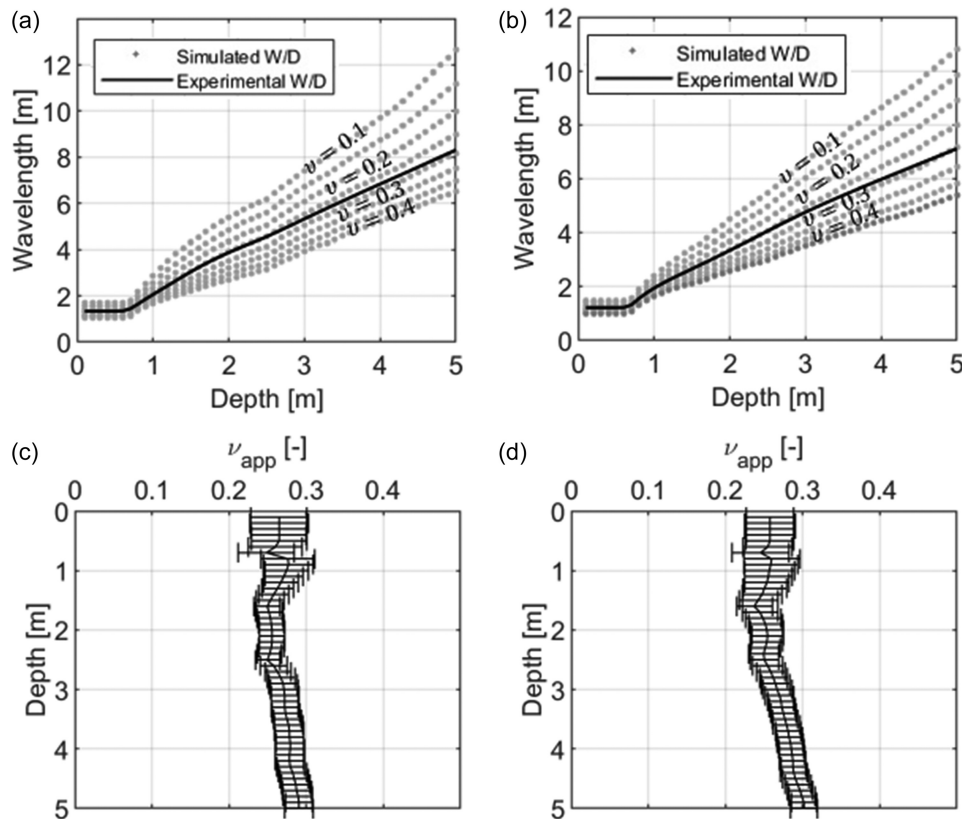 (a)
12
10
8
6
4
2
0
Wavelength [m]
Simulated W/D
Experimental W/D
υ = 0.1
υ = 0.2
υ = 0.3
υ = 0.4
0 1 2 3 4 5
Depth [m]
(b)
12
10
8
6
4
2
0
Wavelength [m]
Simulated W/D
Experimental W/D
υ = 0.1
υ = 0.2
υ = 0.3
υ = 0.4
0 1 2 3 4 5
Depth [m]
(c)
ν_app [-]
0 0.1 0.2 0.3 0.4
0
1
2
3
4
5
Depth [m]
(d)
ν_app [-]
0 0.1 0.2 0.3 0.4
0
1
2
3
4
5
Depth [m]